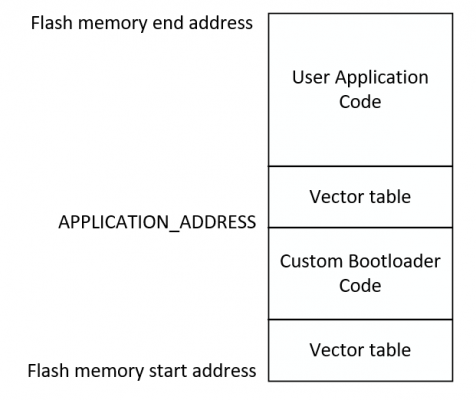 Flash memory end address
User Application
Code
Vector table
APPLICATION_ADDRESS
Custom Bootloader
Code
Vector table
Flash memory start address